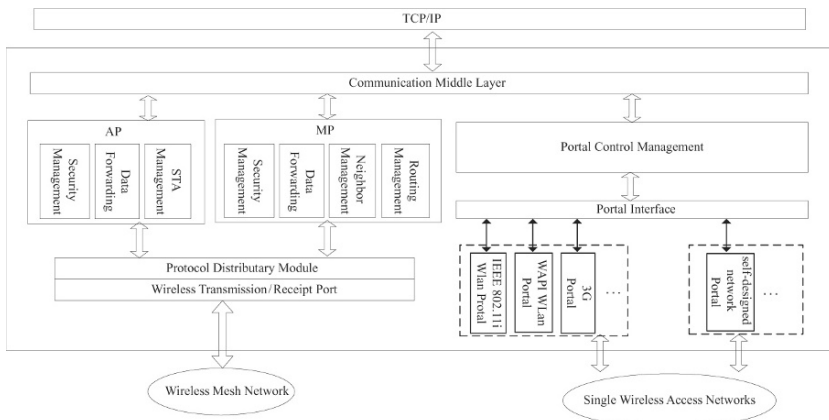 TCP/IP
Communication Middle Layer
AP
MP
Portal Control Management
Security
Management
Data
Forwarding
STA
Management
Security
Management
Data
Forwarding
Neighbor
Management
Routing
Management
Portal Interface
Protocol Distributary Module
Wireless Transmission/Receipt Port
IEEE 802.11i
Wlan Protal
WAPI WLan
Portal
3G
Portal
...
self-designed
network
Portal
...
Wireless Mesh Network
Single Wireless Access Networks